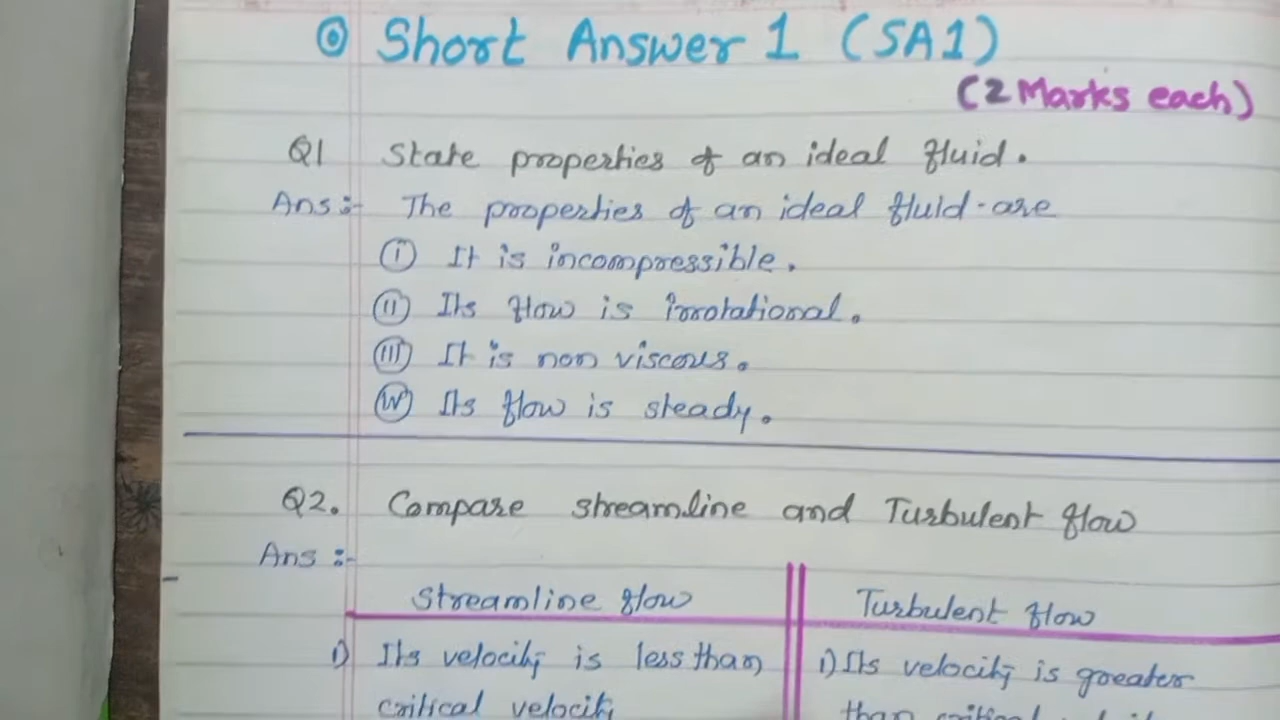 ⊙ Short Answer 1 (SA1)
(2 Marks each)
Q1 State properties of an ideal fluid.
Ans:- The properties of an ideal fluid-are
(i) It is incompressible.
(ii) Its flow is irrotational.
(iii) It is non viscous.
(iv) Its flow is steady.
Q2. Compare streamline and Turbulent flow
Ans :-
Streamline flow
Turbulent flow
1) Its velocity is less than
critical velocity
1) Its velocity is greater
than critical